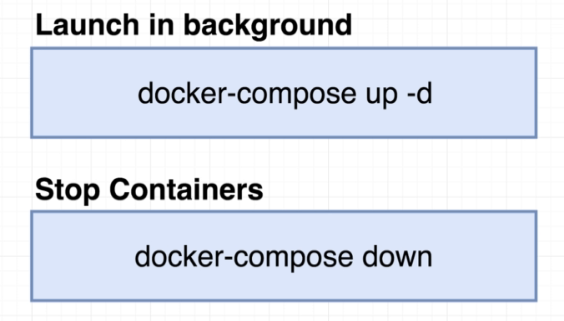 Launch in background
docker-compose up -d
Stop Containers
docker-compose down